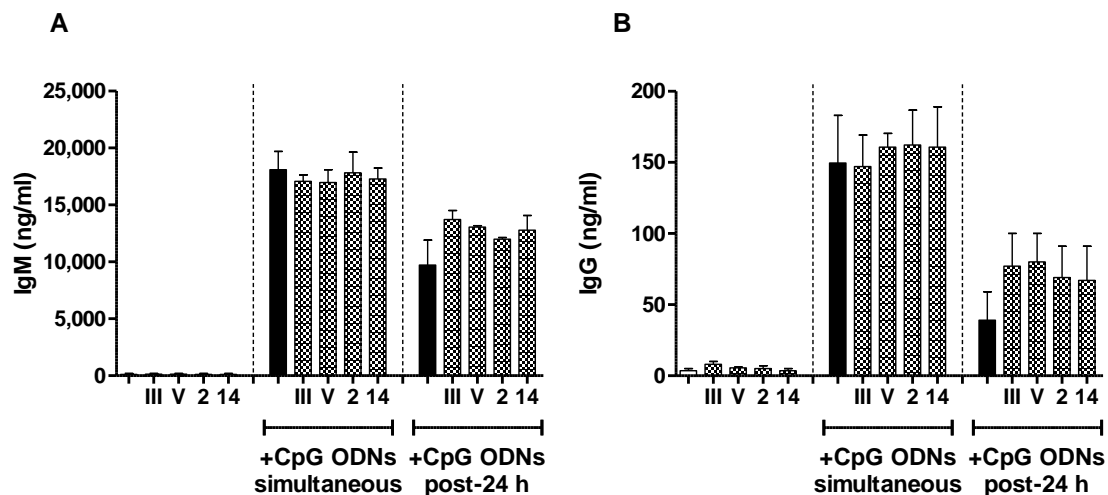 A
IgM (ng/ml)
25,000
20,000
15,000
10,000
5,000
0
III V 2 14
III V 2 14
III V 2 14
+CpG ODNs
simultaneous
+CpG ODNs
post-24 h
B
IgG (ng/ml)
200
150
100
50
0
III V 2 14
III V 2 14
III V 2 14
+CpG ODNs
simultaneous
+CpG ODNs
post-24 h